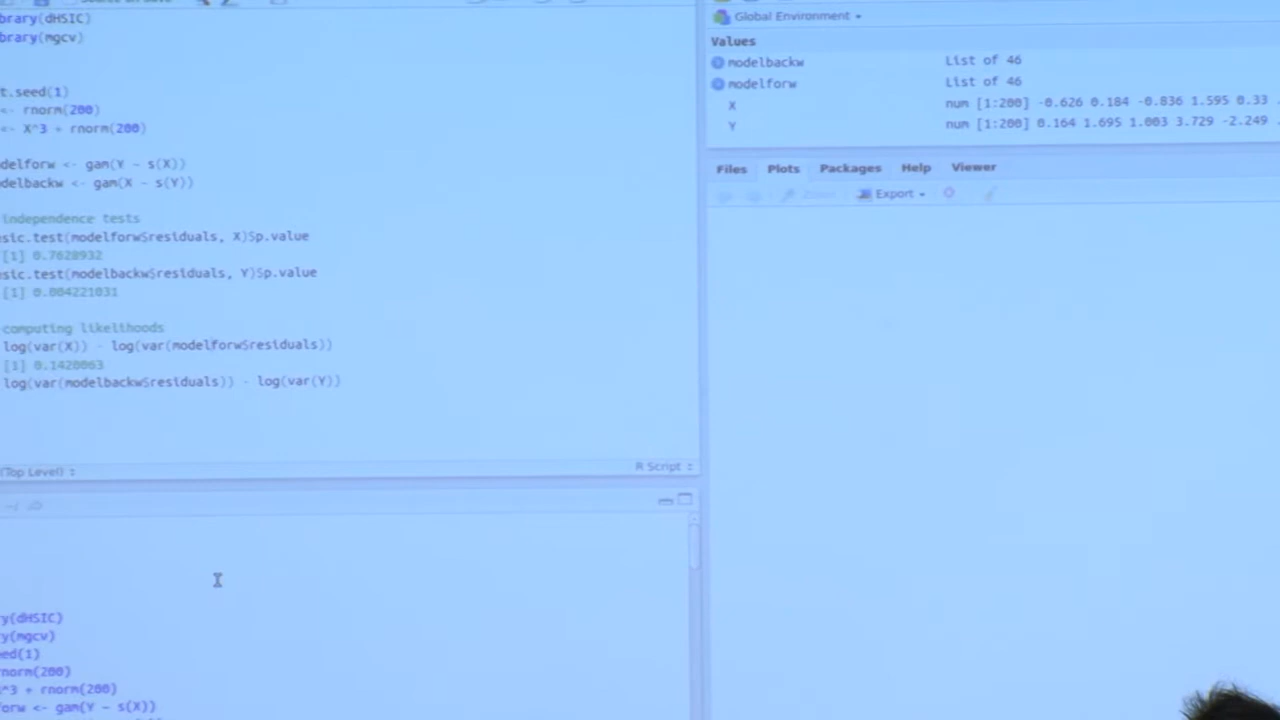 brary(dHSIC)
brary(mgcv)
t.seed(1)
<- rnorm(200)
<- X^3 + rnorm(200)
delforw <- gam(Y ~ s(X))
delbackw <- gam(X ~ s(Y))
independence tests
sic.test(modelforw$residuals, X)$p.value
[1] 0.7628932
sic.test(modelbackw$residuals, Y)$p.value
[1] 0.004221031
computing likelihoods
log(var(X)) - log(var(modelforw$residuals))
[1] 0.1420063
log(var(modelbackw$residuals)) - log(var(Y))
(Top Level)
R Script
ry(dHSIC)
ry(mgcv)
eed(1)
rnorm(200)
^3 + rnorm(200)
forw <- gam(Y ~ s(X))
Global Environment
Values
modelbackw List of 46
modelforw List of 46
X num [1:200] -0.626 0.184 -0.836 1.595 0.33
Y num [1:200] 0.164 1.695 1.003 3.729 -2.249
Files Plots Packages Help Viewer
Zoom Export